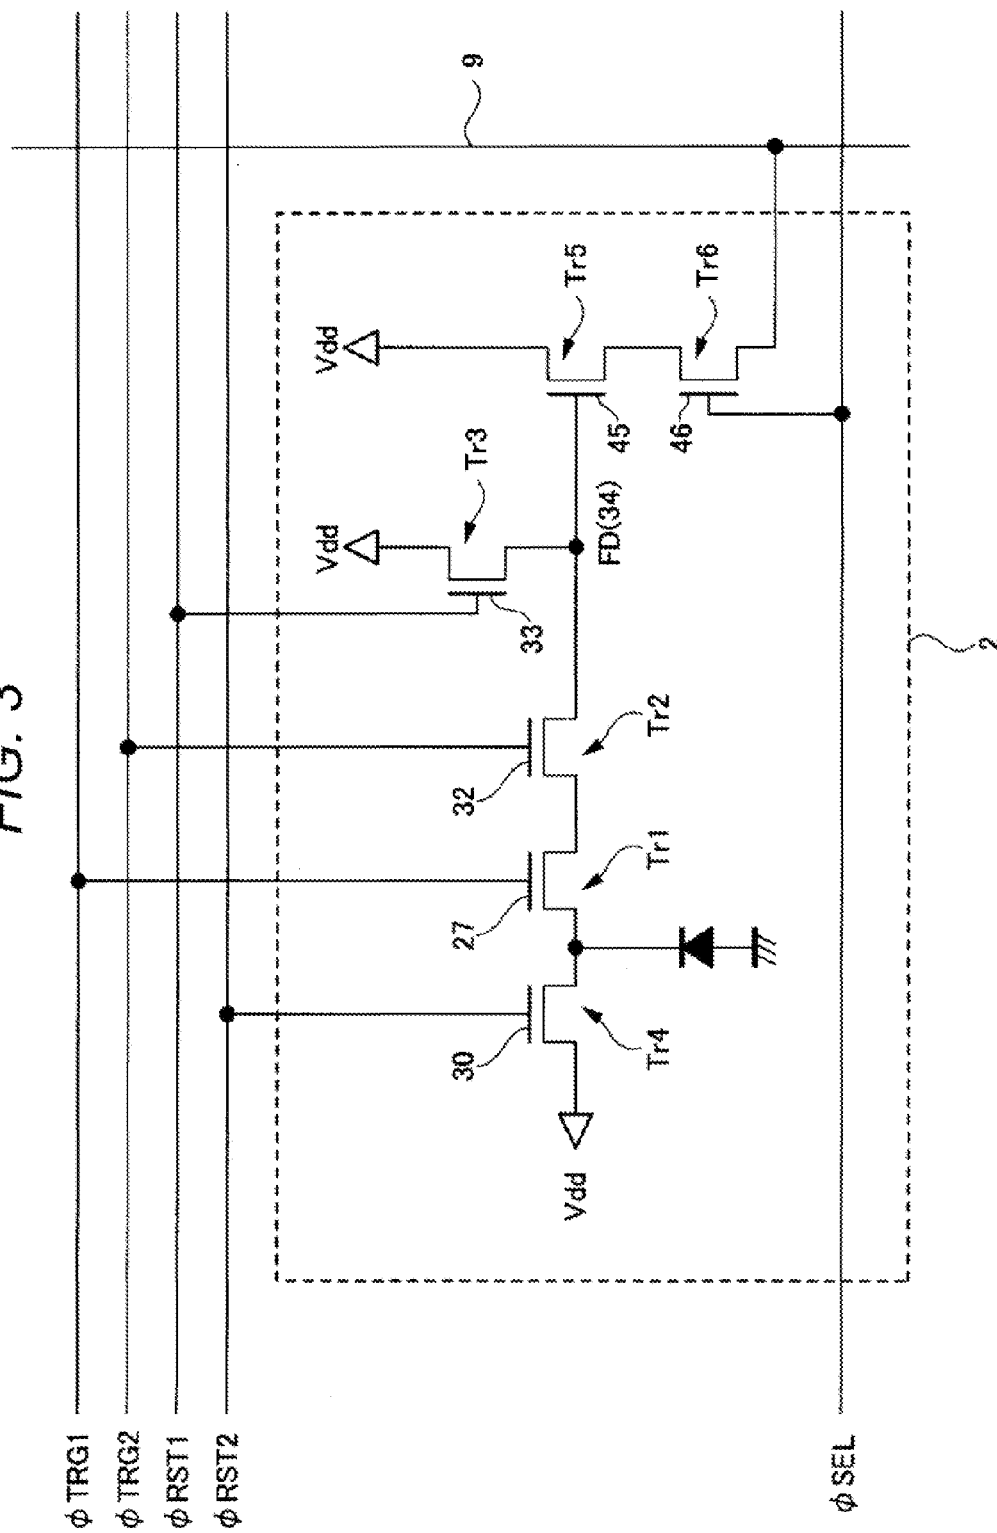 FIG. 3
φTRG1
φTRG2
φRST1
φRST2
9
Vdd
Vdd
Tr3
Tr5
33
32
Tr2
27
Tr1
30
Tr4
Vdd
FD(34)
45
46
Tr6
φSEL
2